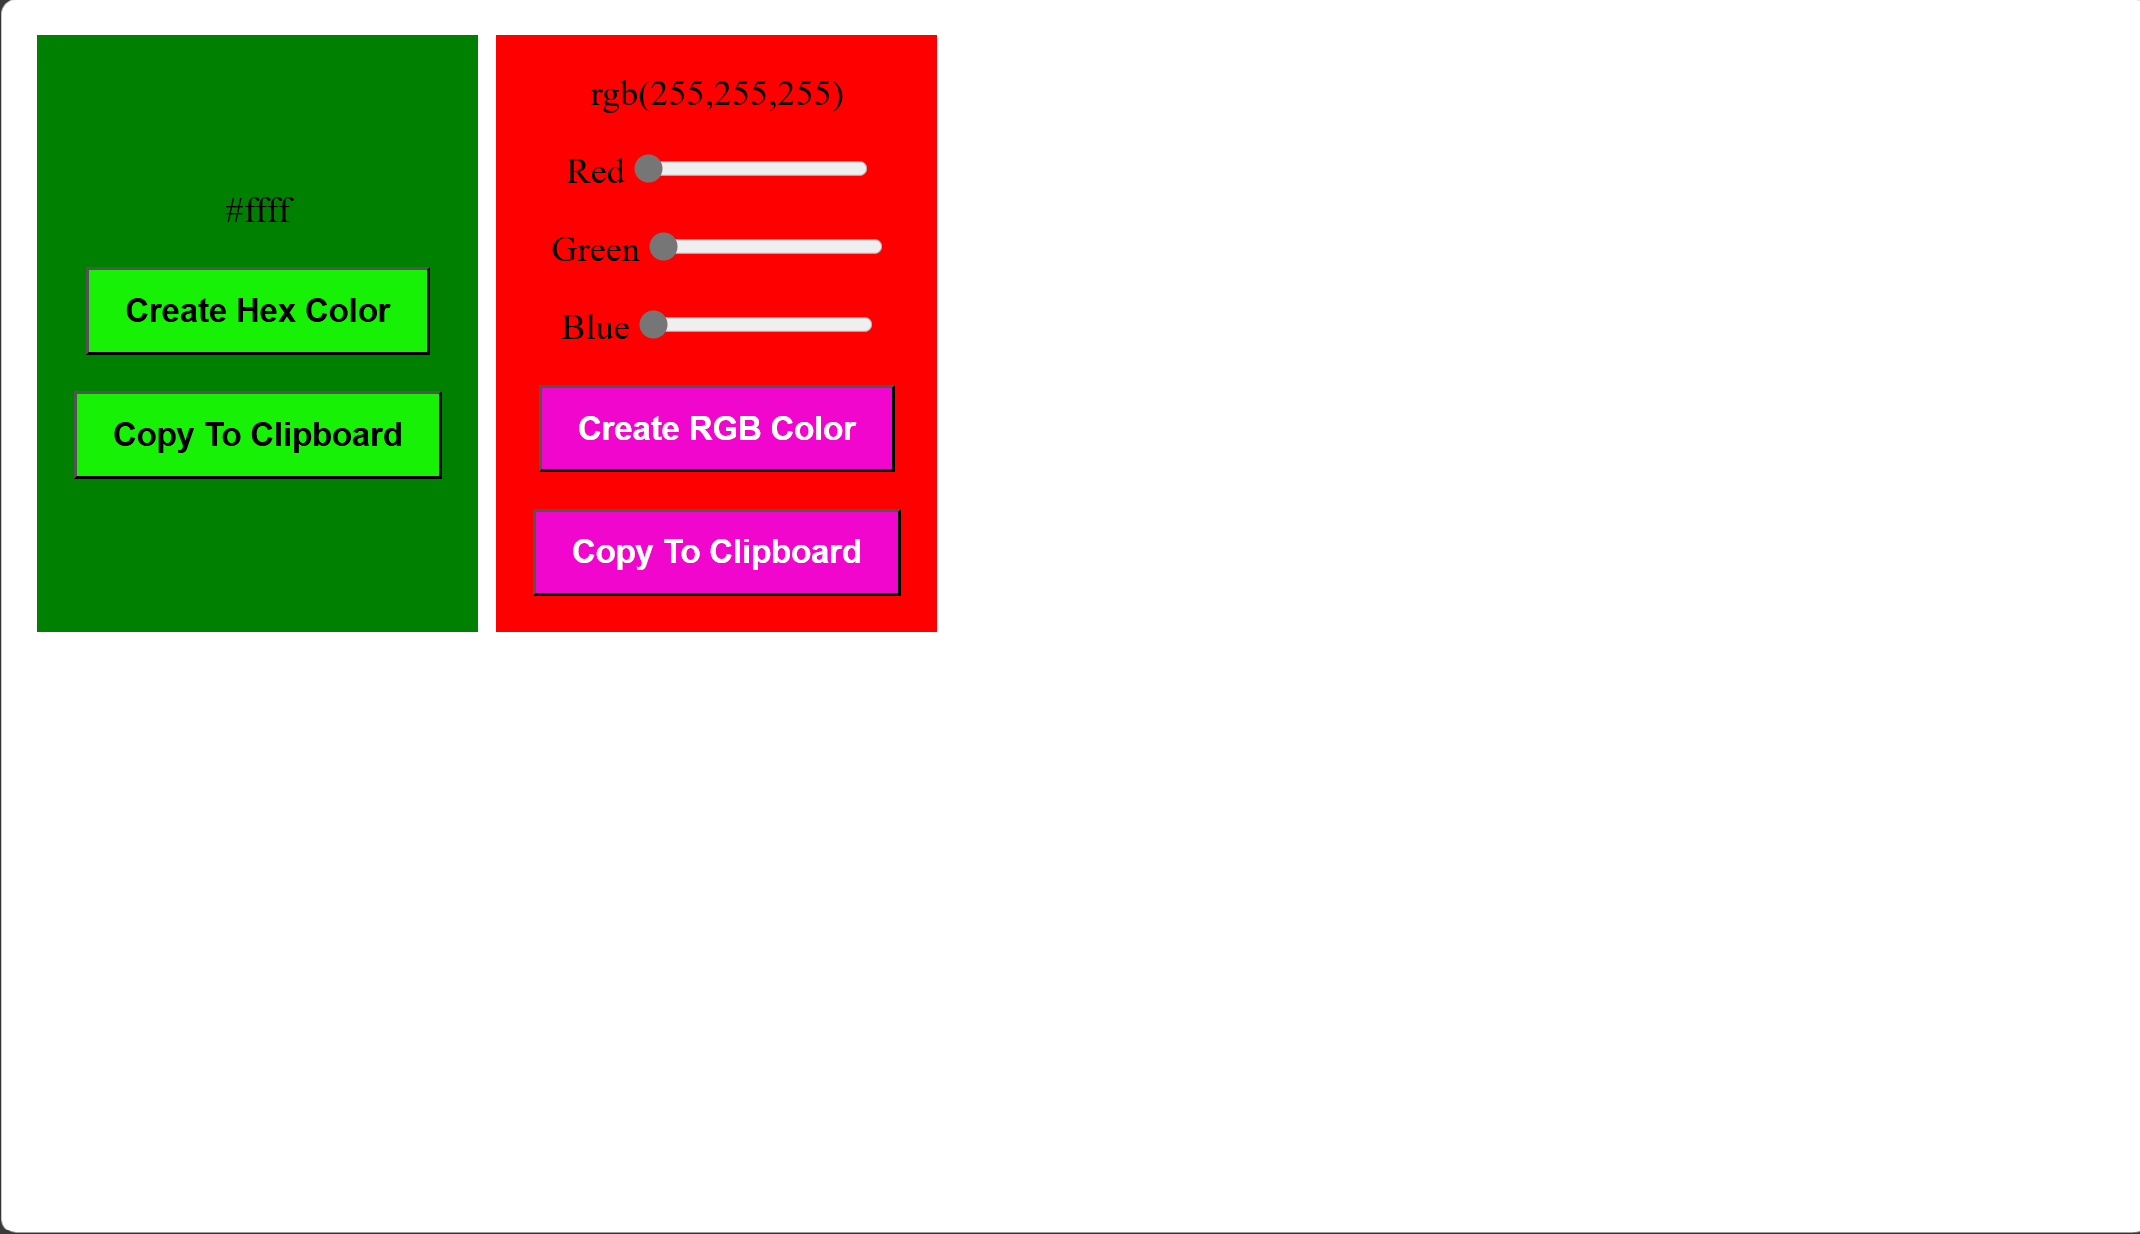 #ffff
Create Hex Color
Copy To Clipboard
rgb(255,255,255)
Red
Green
Blue
Create RGB Color
Copy To Clipboard